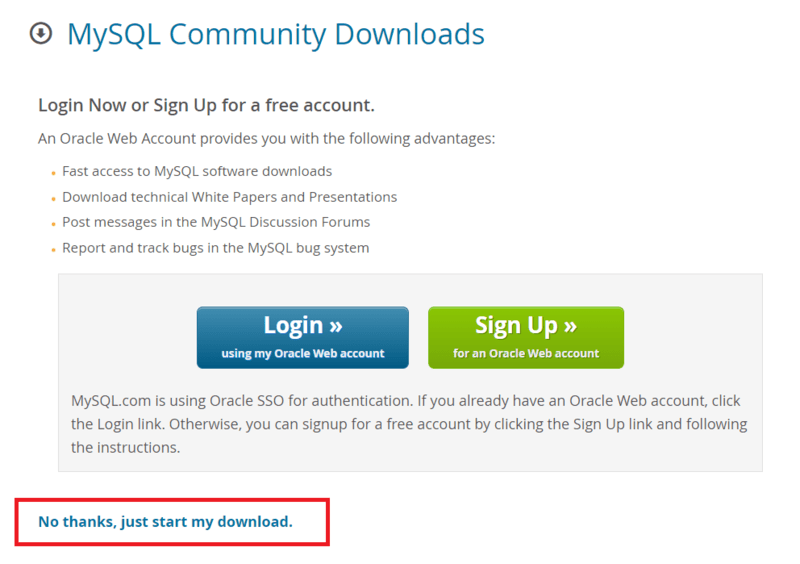 MySQL Community Downloads
Login Now or Sign Up for a free account.
An Oracle Web Account provides you with the following advantages:
Fast access to MySQL software downloads
Download technical White Papers and Presentations
Post messages in the MySQL Discussion Forums
Report and track bugs in the MySQL bug system
Login »
using my Oracle Web account
Sign Up »
for an Oracle Web account
MySQL.com is using Oracle SSO for authentication. If you already have an Oracle Web account, click
the Login link. Otherwise, you can signup for a free account by clicking the Sign Up link and following
the instructions.
No thanks, just start my download.